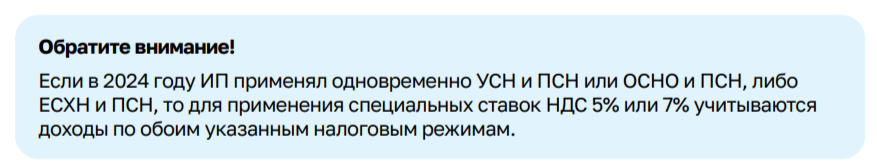 Обратите внимание!
Если в 2024 году ИП применял одновременно УСН и ПСН или ОСНО и ПСН, либо
ЕСХН и ПСН, то для применения специальных ставок НДС 5% или 7% учитываются
доходы по обоим указанным налоговым режимам.